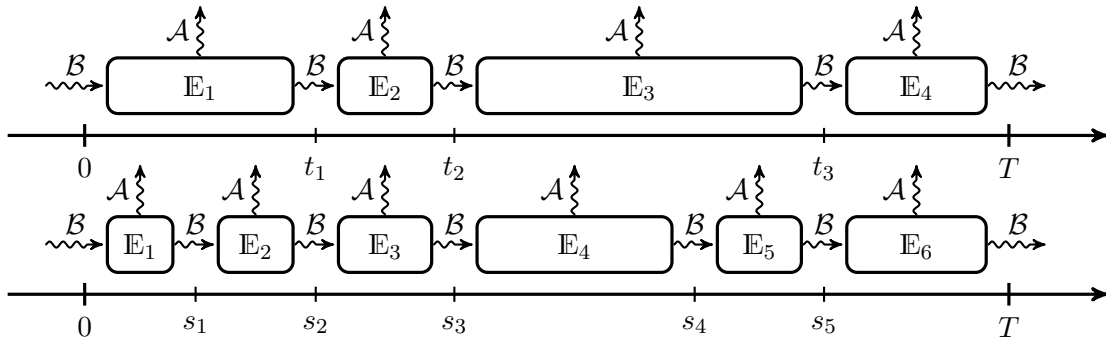 𝒜 𝒜 𝒜 𝒜
ℬ 𝔼₁ ℬ 𝔼₂ ℬ 𝔼₃ ℬ 𝔼₄ ℬ
0 t₁ t₂ t₃ T
𝒜 𝒜 𝒜 𝒜 𝒜 𝒜
ℬ 𝔼₁ ℬ 𝔼₂ ℬ 𝔼₃ ℬ 𝔼₄ ℬ 𝔼₅ ℬ 𝔼₆ ℬ
0 s₁ s₂ s₃ s₄ s₅ T